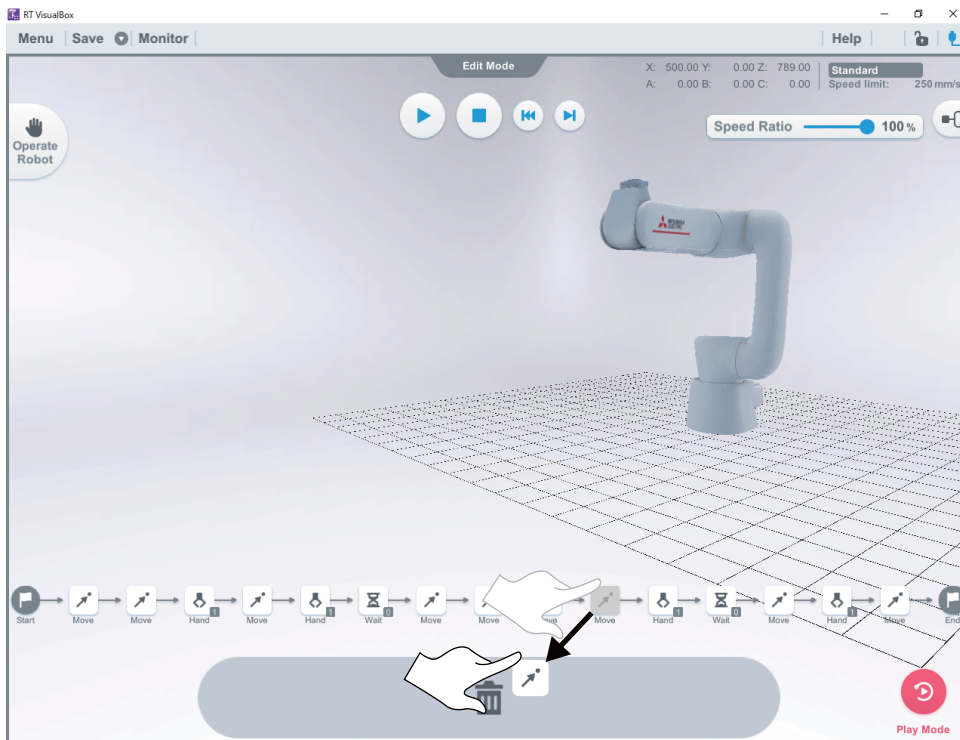 RT VisualBox
Menu Save Monitor Help
Edit Mode
X: 500.00 Y: 0.00 Z: 789.00 Standard
A: 0.00 B: 0.00 C: 0.00 Speed limit: 250 mm/s
Operate
Robot
Speed Ratio 100 %
MITSUBISHI
ELECTRIC
1 1 0 1 0 1
Start Move Move Hand Move Hand Wait Move Move Move Hand Wait Move Hand Move End
Play Mode